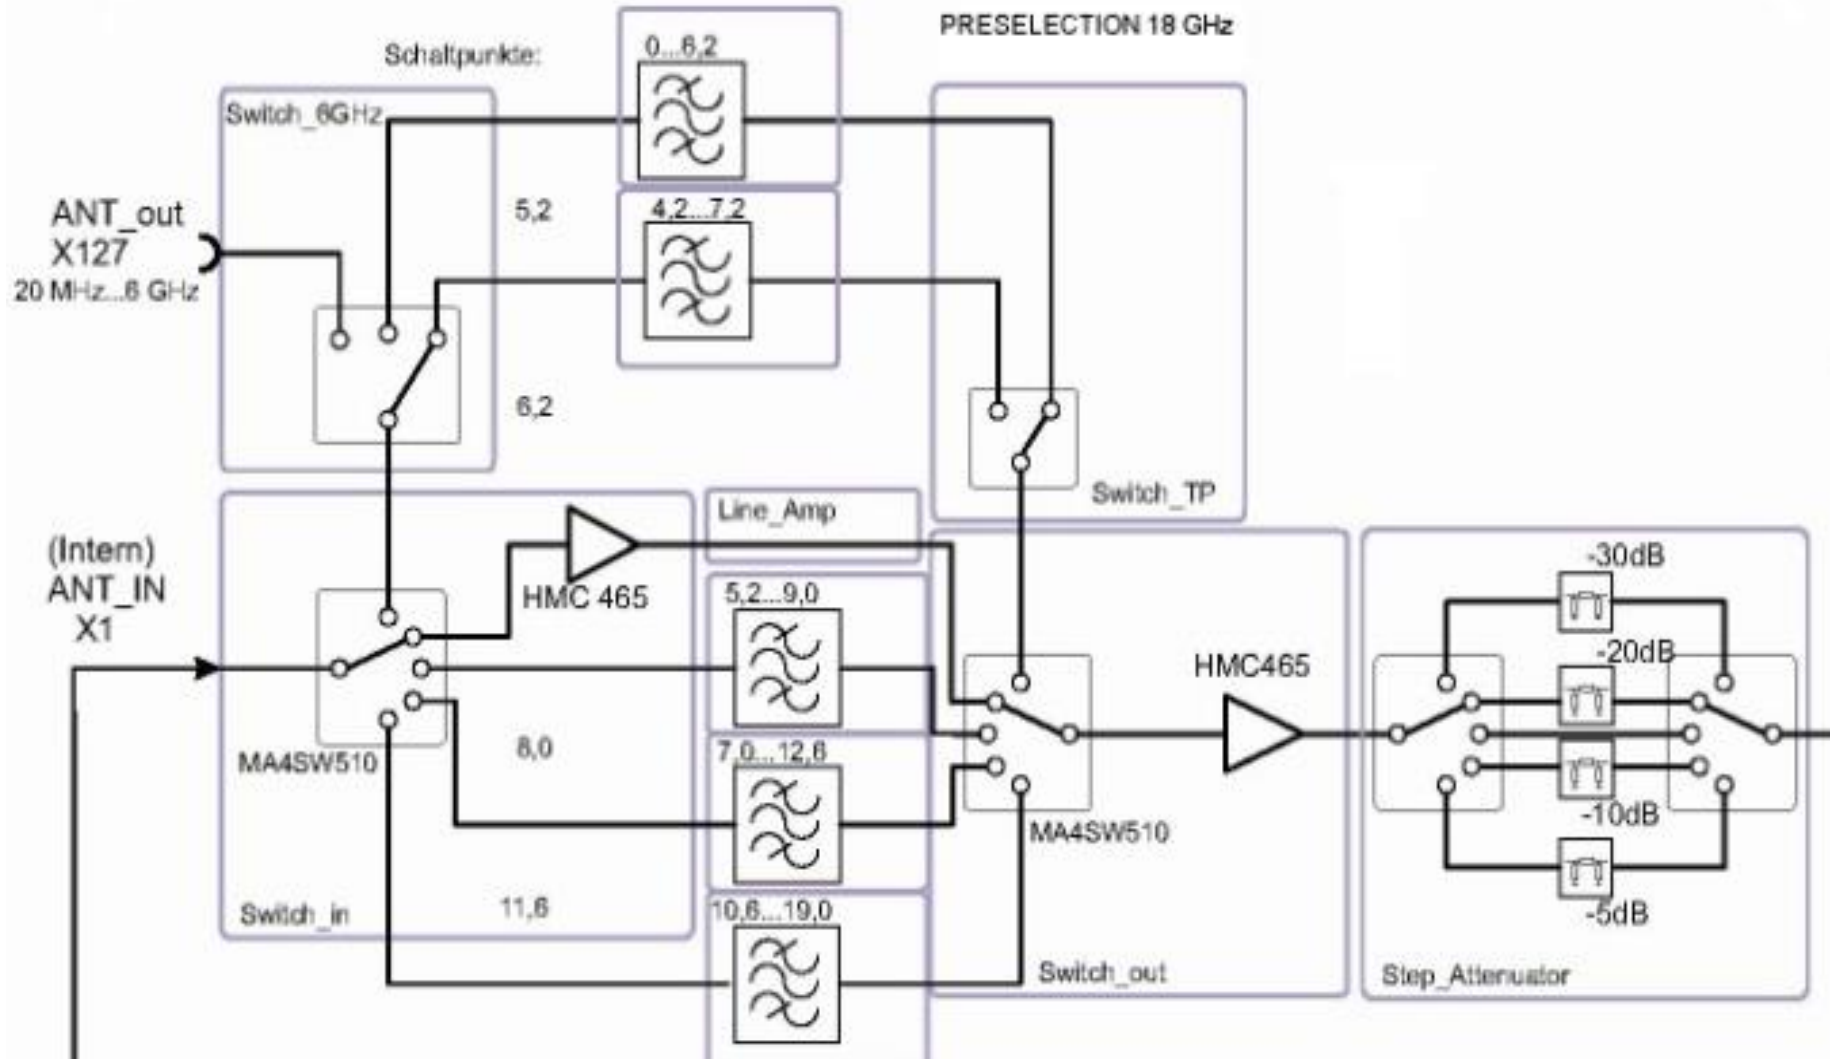 PRESELECTION 18 GHz
Schaltpunkte:
0...6,2
Switch_6GHz
ANT_out
X127
20 MHz...6 GHz
5,2
4,2...7,2
6,2
Switch_TP
Line_Amp
(Intern)
ANT_IN
X1
HMC 465
5,2...9,0
-30dB
-20dB
HMC465
MA4SW510
8,0
7,0...12,6
-10dB
MA4SW510
-5dB
Switch_in
11,6
10,6...19,0
Switch_out
Step_Attenuator